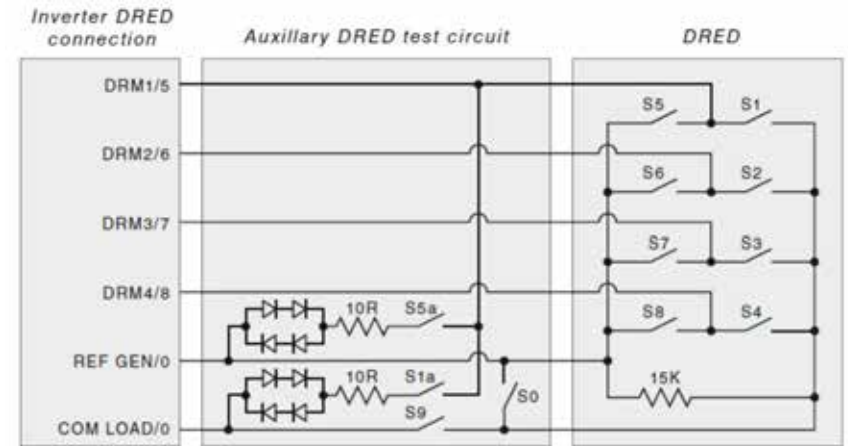 Inverter DRED
connection
Auxillary DRED test circuit
DRED
DRM1/5
S5
S1
DRM2/6
S6
S2
DRM3/7
S7
S3
DRM4/8
S8
S4
10R
S5a
REF GEN/0
10R
S1a
S0
15K
S9
COM LOAD/0